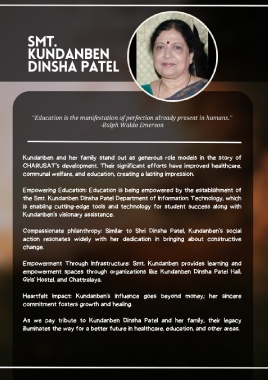 SMT.
KUNDANBEN
DINSHA PATEL
"Education is the manifestation of perfection already present in humans."
-Ralph Waldo Emerson
Kundanben and her family stand out as generous role models in the story of
CHARUSAT's development. Their significant efforts have improved healthcare,
communal welfare, and education, creating a lasting impression.
Empowering Education: Education is being empowered by the establishment of
the Smt. Kundanben Dinsha Patel Department of Information Technology, which
is enabling cutting-edge tools and technology for student success along with
Kundanben's visionary assistance.
Compassionate philanthropy: Similar to Shri Dinsha Patel, Kundanben's social
action resonates widely with her dedication in bringing about constructive
change.
Empowerment Through Infrastructure: Smt. Kundanben provides learning and
empowerment spaces through organizations like Kundanben Dinsha Patel Hall,
Girls' Hostel, and Chattralaya.
Heartfelt Impact: Kundanben's influence goes beyond money; her sincere
commitment fosters growth and healing.
As we pay tribute to Kundanben Dinsha Patel and her family, their legacy
illuminates the way for a better future in healthcare, education, and other areas.